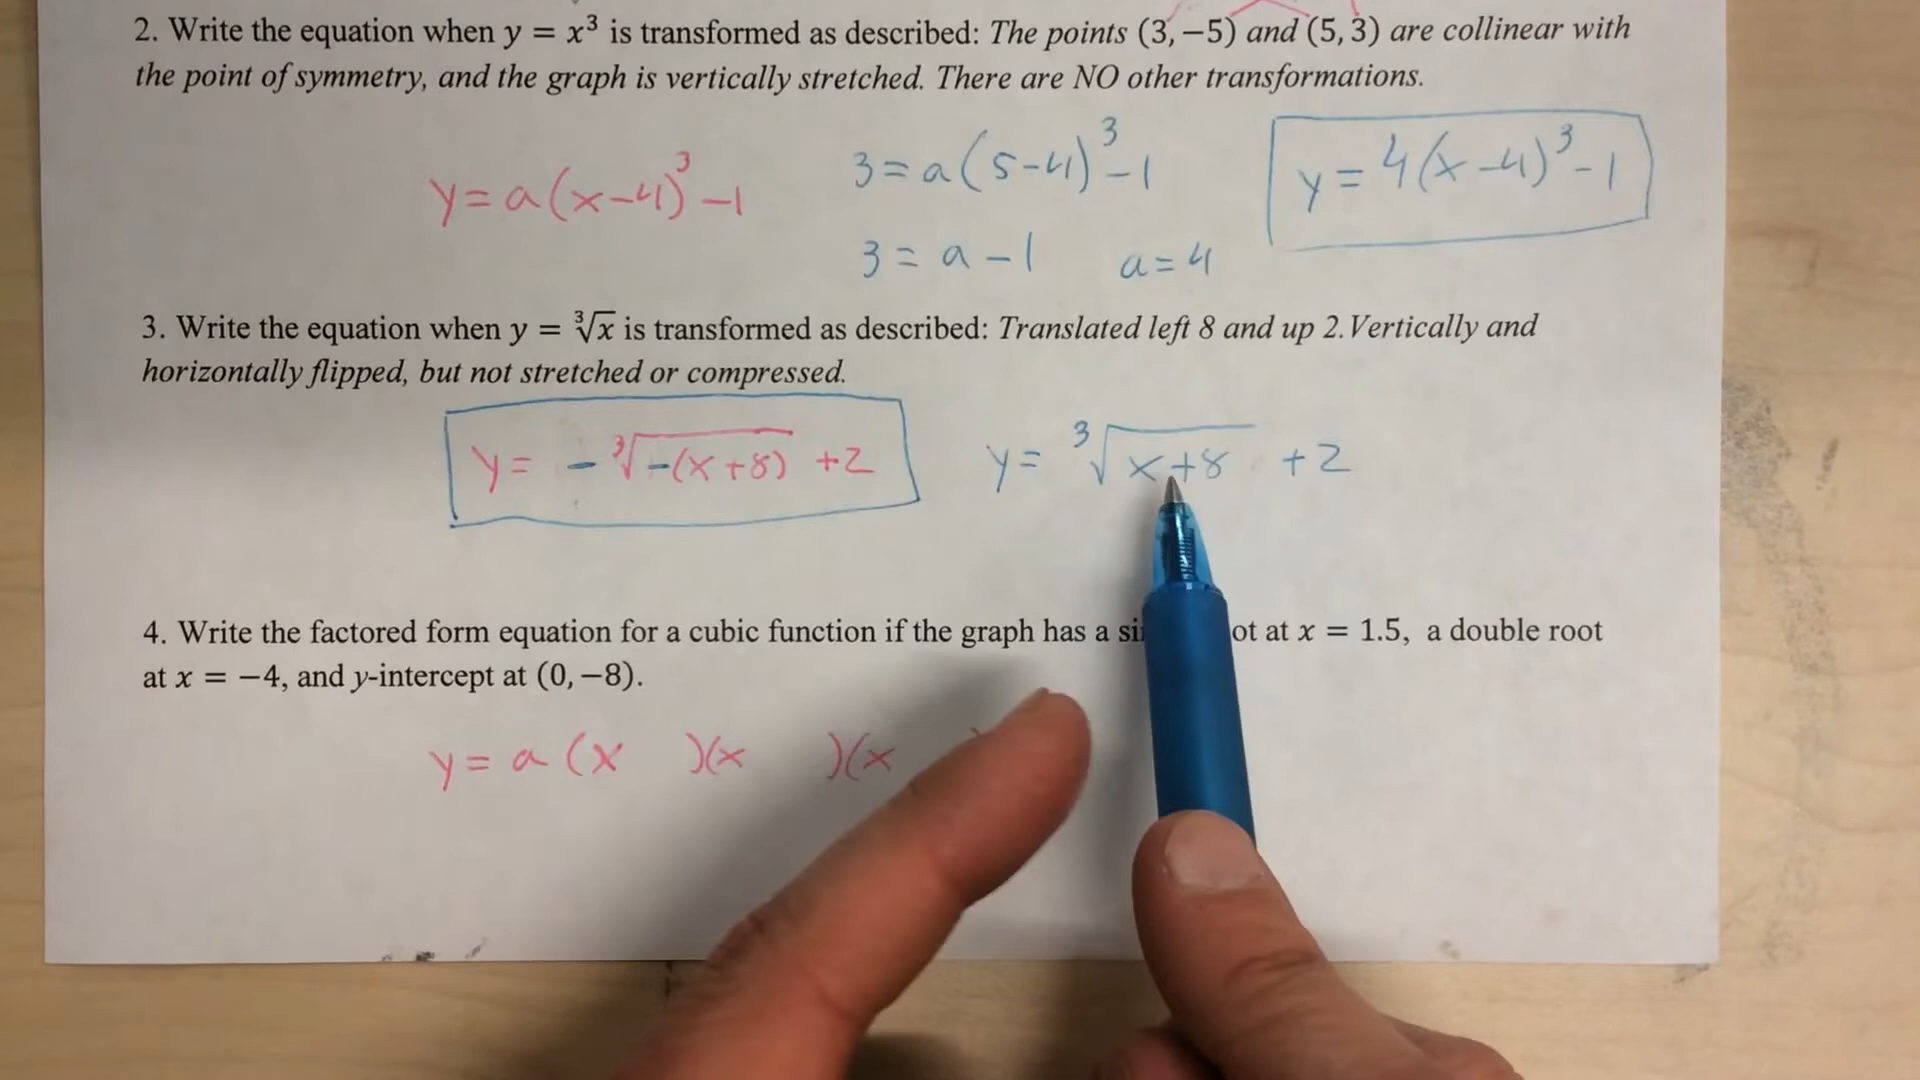 2. Write the equation when y = x³ is transformed as described: The points (3, −5) and (5, 3) are collinear with
the point of symmetry, and the graph is vertically stretched. There are NO other transformations.
y = a(x-4)³ -1
3 = a(5-4)³ -1
y = 4(x-4)³ -1
3 = a - 1
a = 4
3. Write the equation when y = ∛x is transformed as described: Translated left 8 and up 2. Vertically and
horizontally flipped, but not stretched or compressed.
y = - ∛(-(x+8)) +2
y = ∛(x+8) +2
4. Write the factored form equation for a cubic function if the graph has a ot at x = 1.5, a double root
at x = −4, and y-intercept at (0, −8).
y = a (x )(x )(x